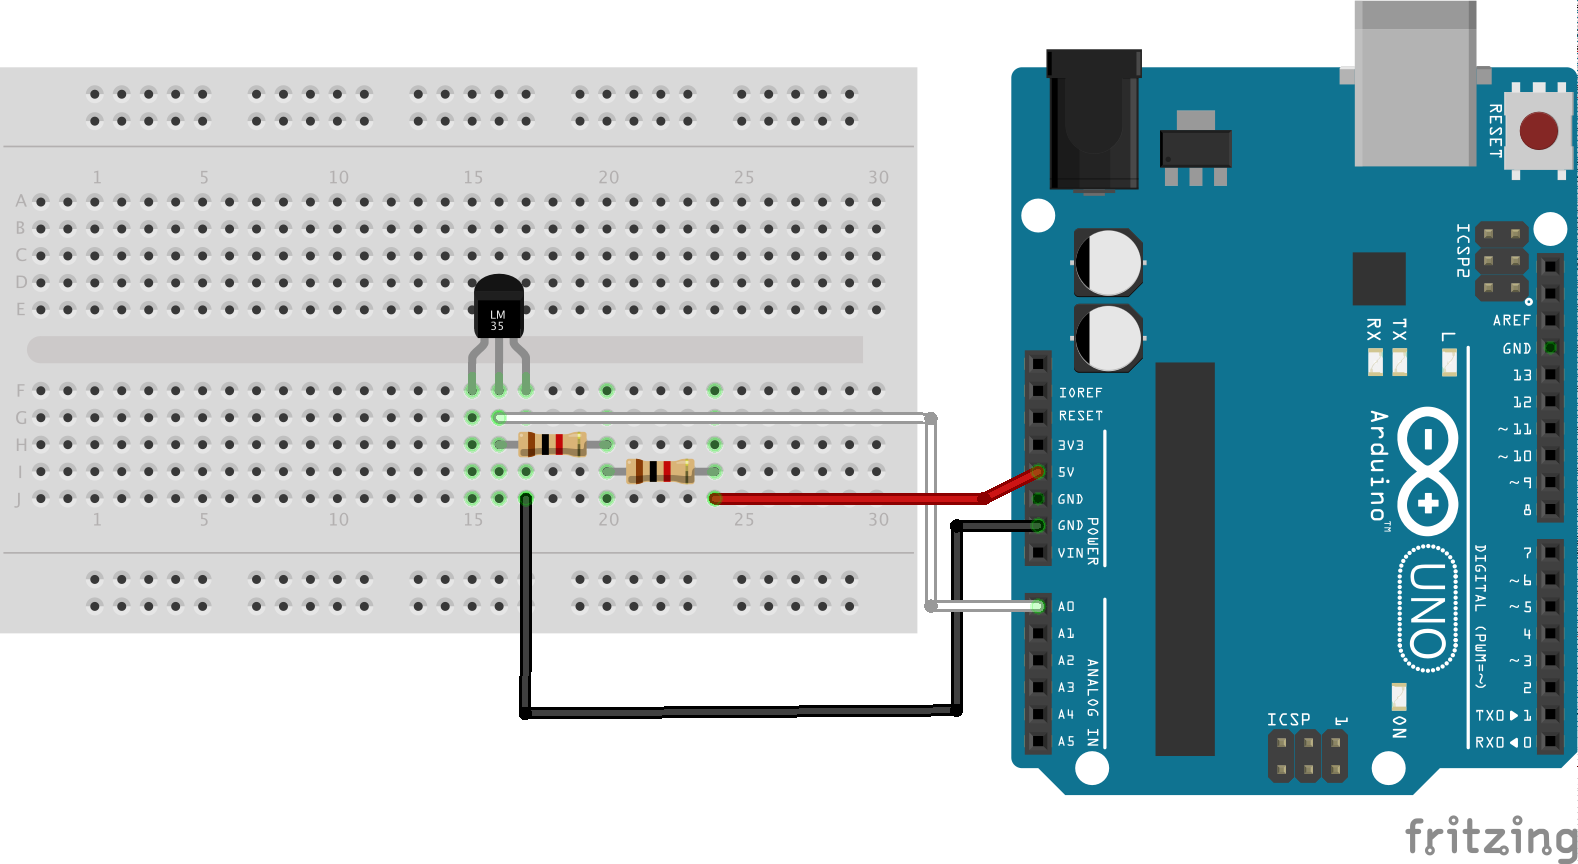 1 5 10 15 20 25 30
A
B
C
D
E
F
G
H
I
J
1 5 10 15 20 25 30
LM
35
RESET
ICSP2
IOREF
RESET
3V3
5V
GND
GND
VIN
POWER
A0
A1
A2
A3
A4
A5
ANALOG IN
RX
TX
L
AREF
GND
13
12
~11
~10
~9
8
7
~6
~5
4
~3
2
TX0▶1
RX0◀0
DIGITAL (PWM=~)
Arduino™
UNO
ON
ICSP
1
fritzing